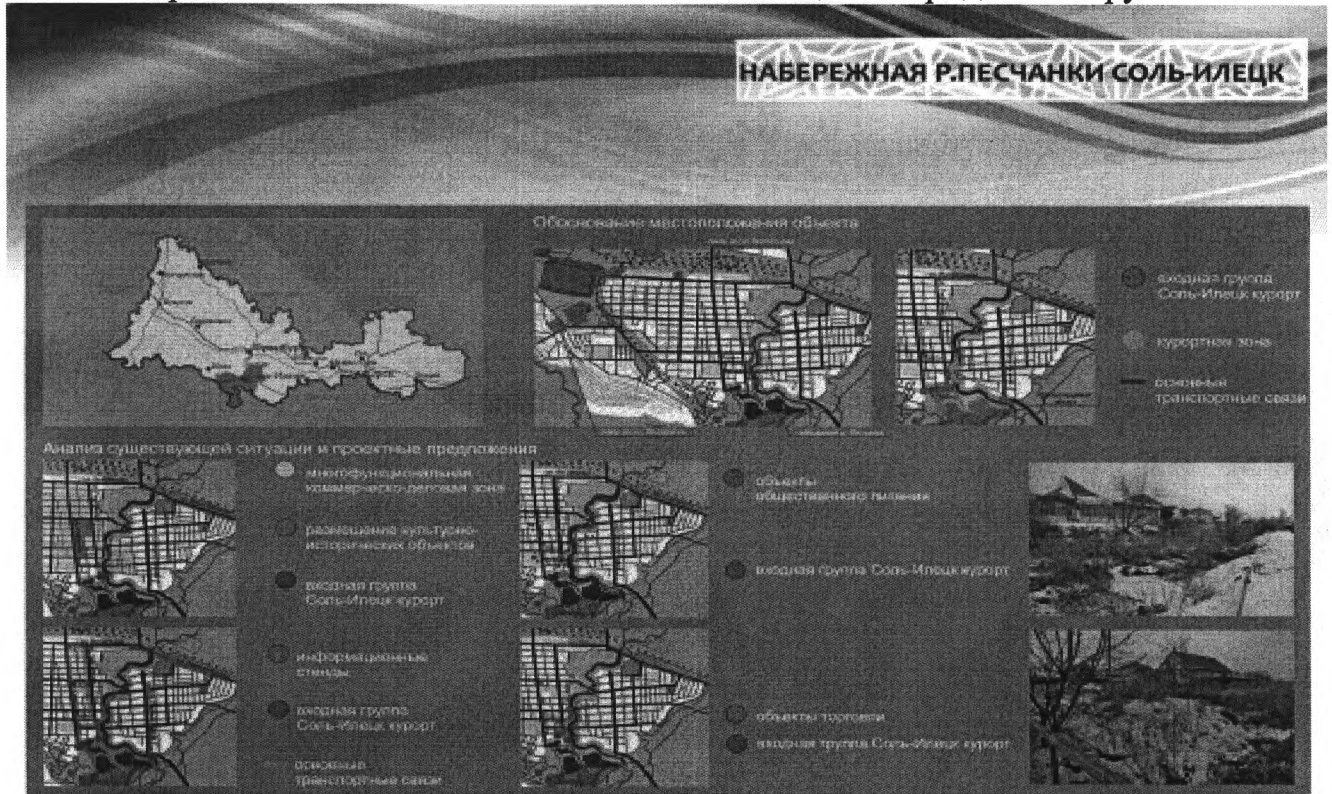 НАБЕРЕЖНАЯ Р.ПЕСЧАНКИ СОЛЬ-ИЛЕЦК
Обоснование местоположения объекта
входная группа
Соль-Илецк курорт
курортная зона
основные
транспортные связи
Анализ существующей ситуации и проектные предложения
многофункциональная
коммерческо-деловая зона
размещение культурно-
исторических объектов
входная группа
Соль-Илецк курорт
информационные
стенды
входная группа
Соль-Илецк курорт
основные
транспортные связи
объекты
общественного питания
входная группа Соль-Илецк курорт
объекты торговли
входная группа Соль-Илецк курорт